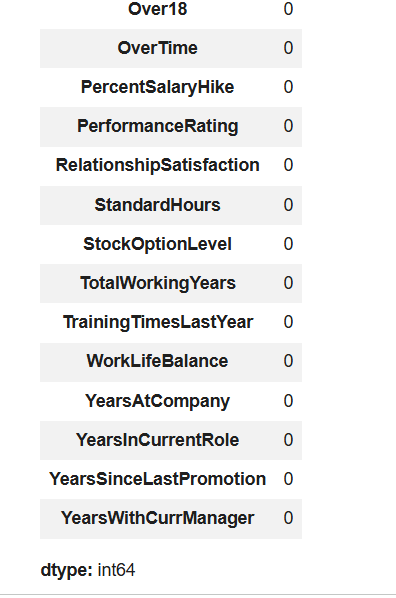 Over18 0
OverTime 0
PercentSalaryHike 0
PerformanceRating 0
RelationshipSatisfaction 0
StandardHours 0
StockOptionLevel 0
TotalWorkingYears 0
TrainingTimesLastYear 0
WorkLifeBalance 0
YearsAtCompany 0
YearsInCurrentRole 0
YearsSinceLastPromotion 0
YearsWithCurrManager 0
dtype: int64